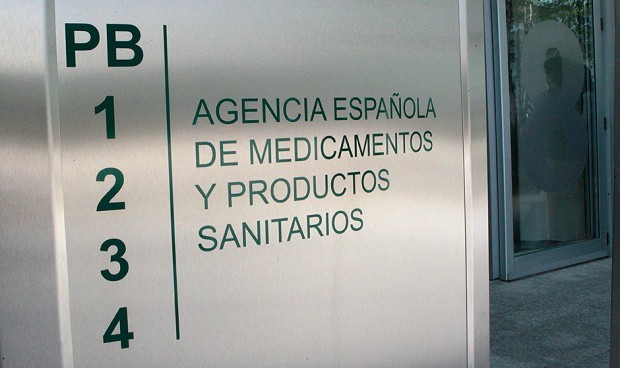 PB
1
2
3
4
AGENCIA ESPAÑOLA
DE MEDICAMENTOS
Y PRODUCTOS
SANITARIOS